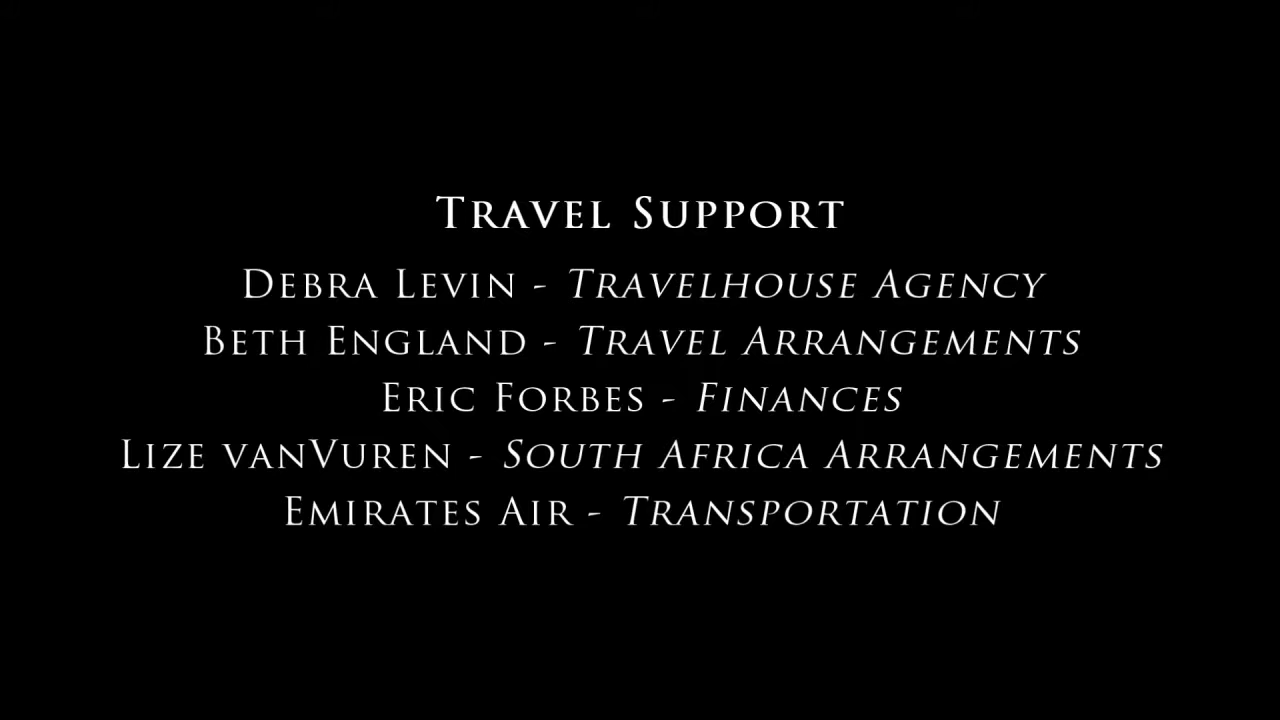 Travel Support
Debra Levin - Travelhouse Agency
Beth England - Travel Arrangements
Eric Forbes - Finances
Lize vanVuren - South Africa Arrangements
Emirates Air - Transportation